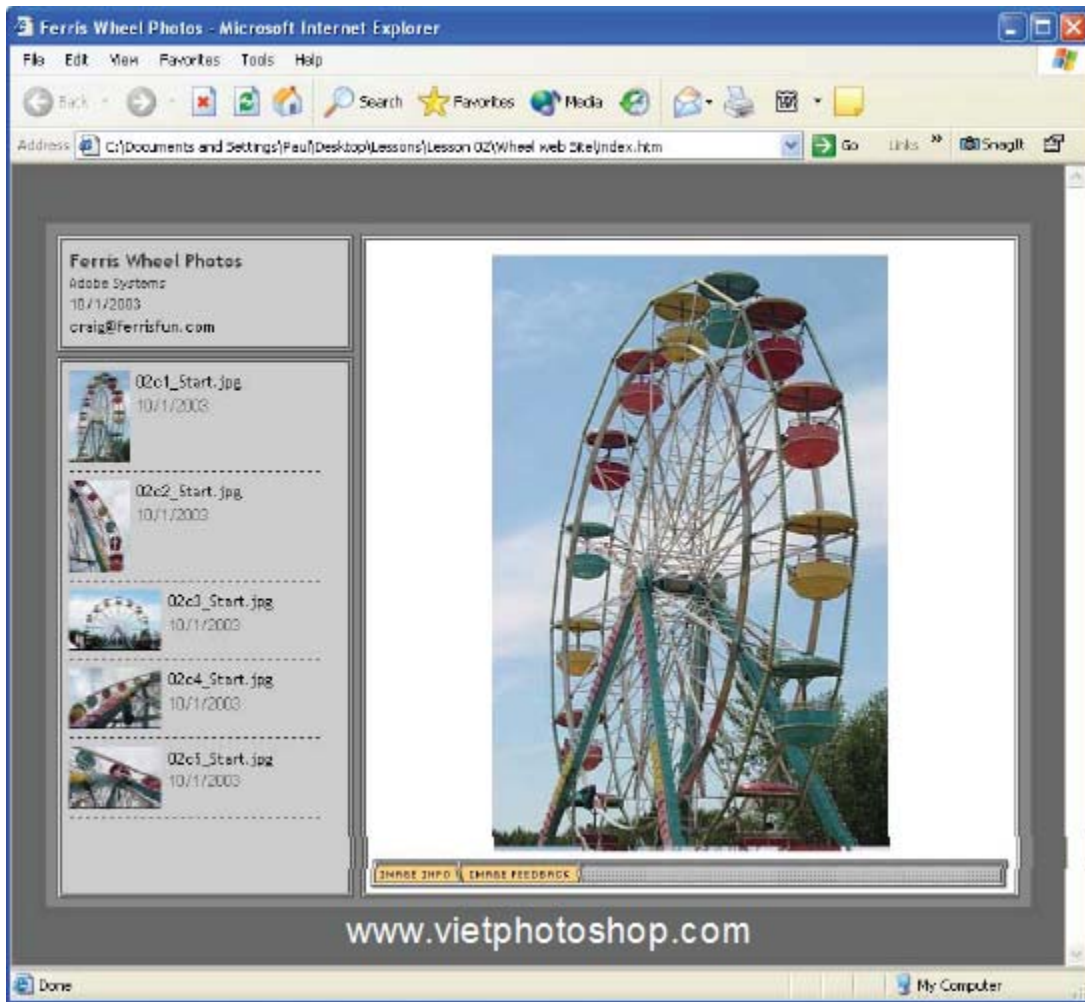 Ferris Wheel Photos - Microsoft Internet Explorer
File Edit View Favorites Tools Help
Back Search Favorites Media
Address C:\Documents and Settings\Paul\Desktop\Lessons\Lesson 02\Wheel web Site\index.htm Go Links » SnagIt
Ferris Wheel Photos
Adobe Systems
10/1/2003
craig@ferrisfun.com
02c1_Start.jpg
10/1/2003
02c2_Start.jpg
10/1/2003
02c3_Start.jpg
10/1/2003
02c4_Start.jpg
10/1/2003
02c5_Start.jpg
10/1/2003
IMAGE INFO IMAGE FEEDBACK
www.vietphotoshop.com
Done My Computer